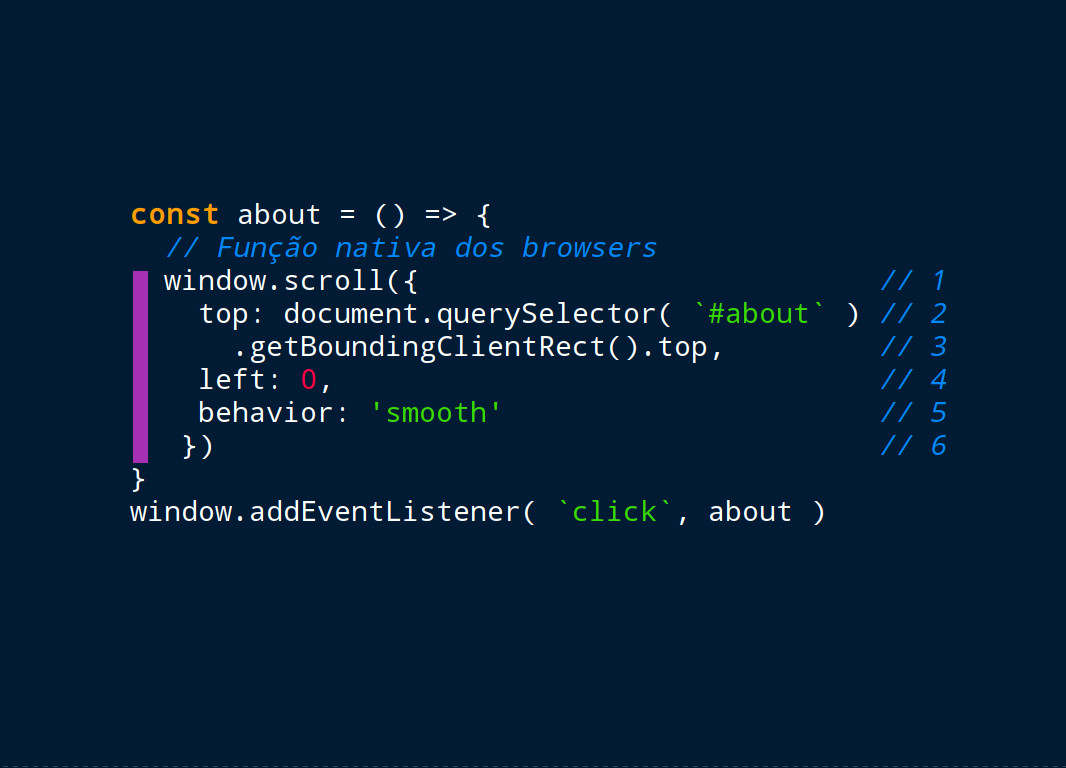 const about = () => {
// Função nativa dos browsers
window.scroll({ // 1
top: document.querySelector( `#about` ) // 2
.getBoundingClientRect().top, // 3
left: 0, // 4
behavior: 'smooth' // 5
}) // 6
}
window.addEventListener( `click`, about )